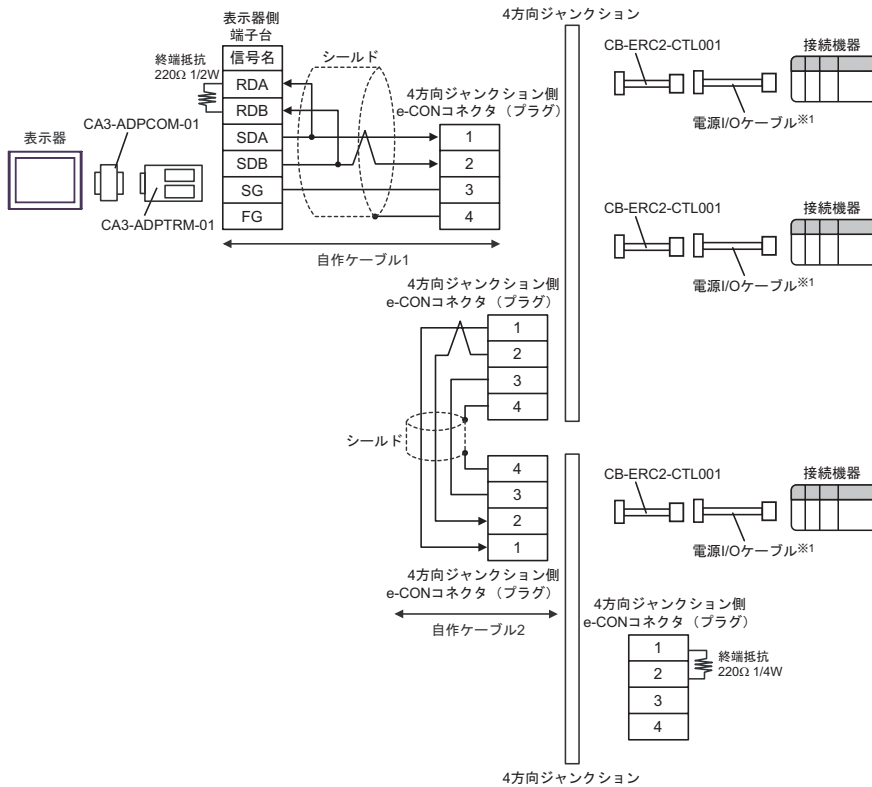 4方向ジャンクション
表示器側
端子台
終端抵抗
220Ω 1/2W
信号名
RDA
RDB
SDA
SDB
SG
FG
シールド
4方向ジャンクション側
e-CONコネクタ（プラグ）
1
2
3
4
表示器
CA3-ADPCOM-01
CA3-ADPTRM-01
自作ケーブル1
CB-ERC2-CTL001
接続機器
電源I/Oケーブル※1
CB-ERC2-CTL001
接続機器
電源I/Oケーブル※1
4方向ジャンクション側
e-CONコネクタ（プラグ）
1
2
3
4
シールド
4
3
2
1
4方向ジャンクション側
e-CONコネクタ（プラグ）
自作ケーブル2
CB-ERC2-CTL001
接続機器
電源I/Oケーブル※1
4方向ジャンクション側
e-CONコネクタ（プラグ）
1
2
3
4
終端抵抗
220Ω 1/4W
4方向ジャンクション